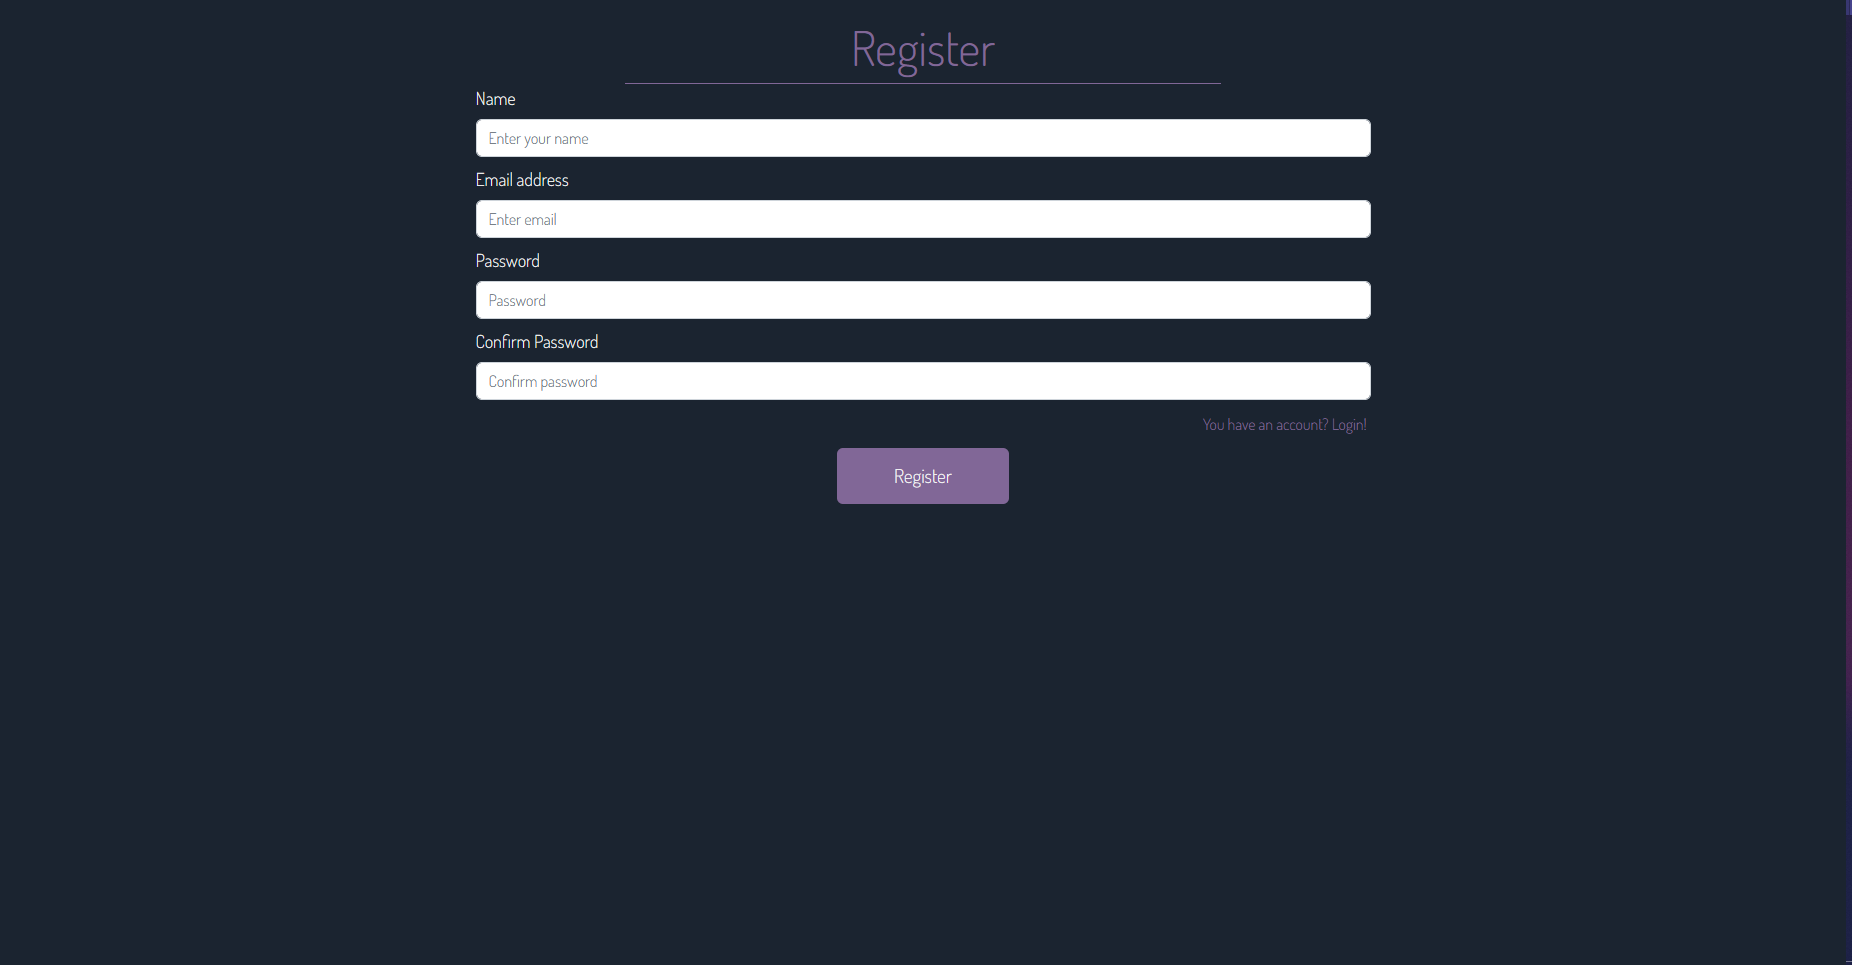 Register
Name
Enter your name
Email address
Enter email
Password
Password
Confirm Password
Confirm password
You have an account? Login!
Register